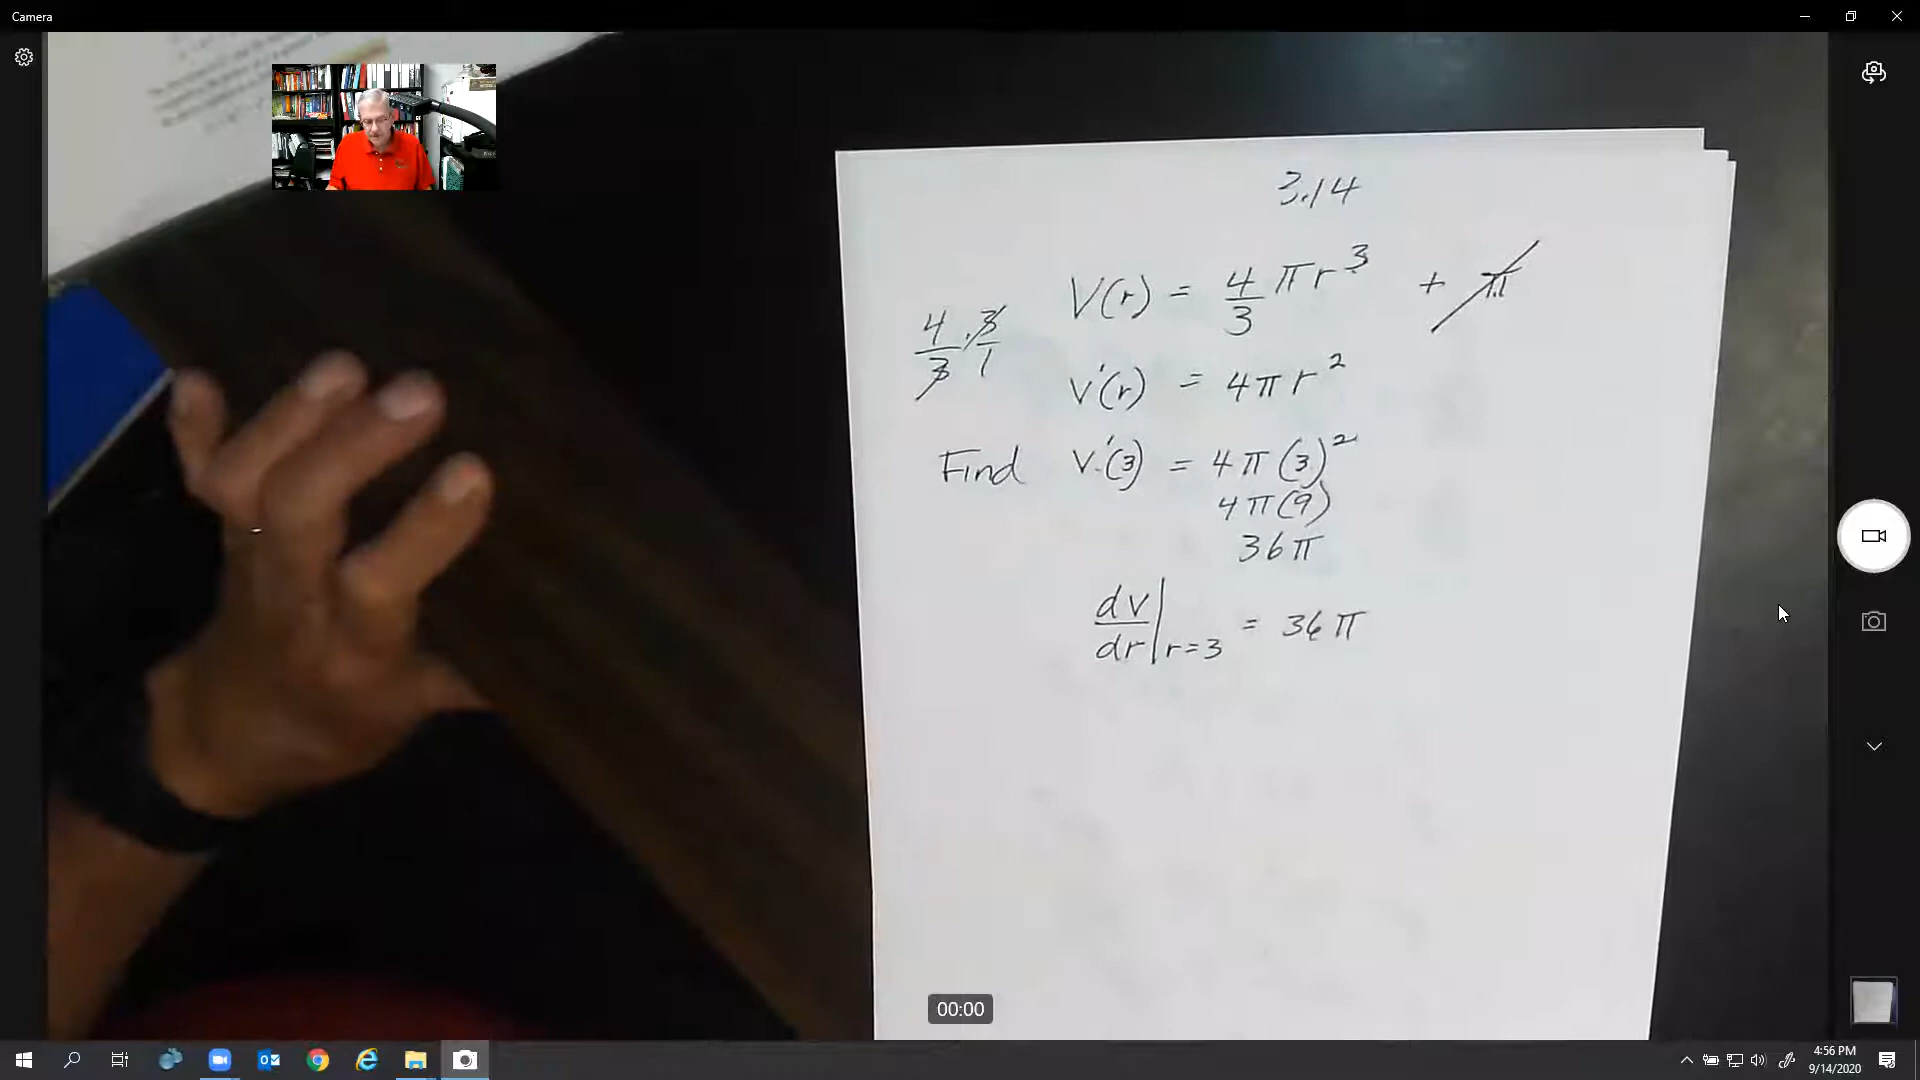 Camera
3.14
V(r) = 4/3 πr³ + π
4/3 · 3/1
V'(r) = 4πr²
Find V'(3) = 4π(3)²
4π(9)
36π
dv/dr | r=3 = 36π
00:00
4:56 PM
9/14/2020